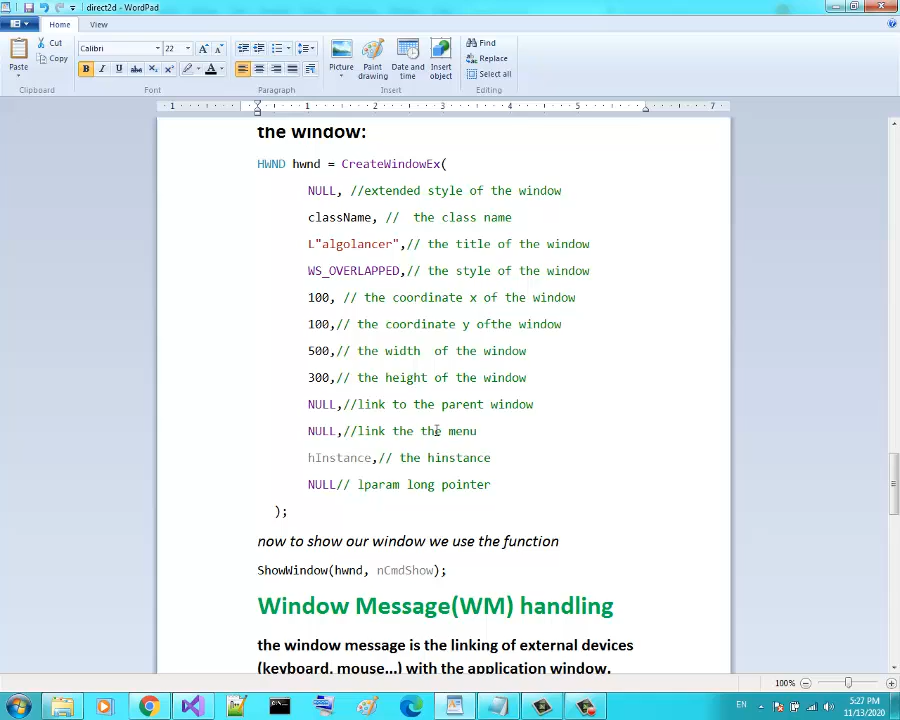 direct2d - WordPad
Home View
Paste Cut Copy Clipboard
Calibri 22 Font
Paragraph
Picture Paint drawing Date and time Insert object Insert
Find Replace Select all Editing
1 1 2 3 4 5 7
the window:
HWND hwnd = CreateWindowEx(
NULL, //extended style of the window
className, // the class name
L"algolancer",// the title of the window
WS_OVERLAPPED,// the style of the window
100, // the coordinate x of the window
100,// the coordinate y ofthe window
500,// the width of the window
300,// the height of the window
NULL,//link to the parent window
NULL,//link the the menu
hInstance,// the hinstance
NULL// lparam long pointer
);
now to show our window we use the function
ShowWindow(hwnd, nCmdShow);
Window Message(WM) handling
the window message is the linking of external devices
(keyboard, mouse...) with the application window.
100%
EN 5:27 PM
11/13/2020